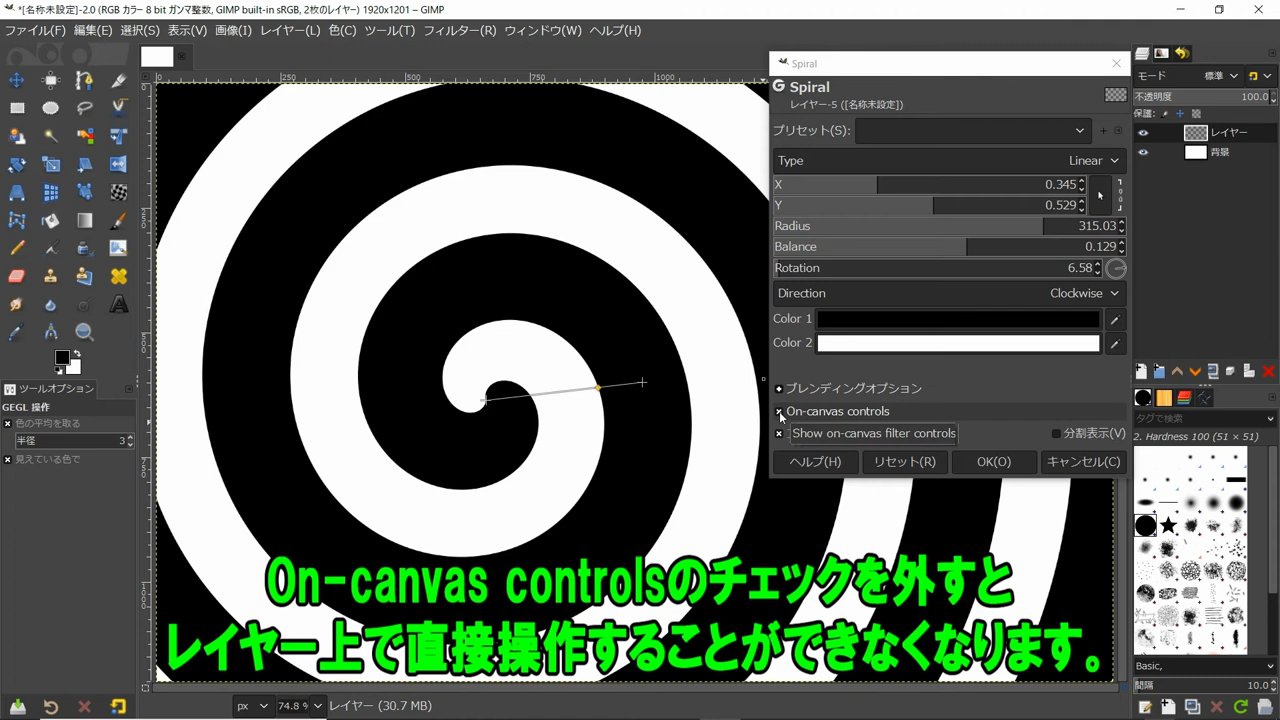 *[名称未設定]-2.0 (RGB カラー 8 bit ガンマ整数, GIMP built-in sRGB, 2枚のレイヤー) 1920x1201 – GIMP
ファイル(F) 編集(E) 選択(S) 表示(V) 画像(I) レイヤー(L) 色(C) ツール(T) フィルター(R) ウィンドウ(W) ヘルプ(H)
0 250 500 750 1000
Spiral
Spiral
レイヤー-5 ([名称未設定])
プリセット(S):
Type Linear
X 0.345
Y 0.529
Radius 315.03
Balance 0.129
Rotation 6.58
Direction Clockwise
Color 1
Color 2
ブレンディングオプション
On-canvas controls
Show on-canvas filter controls
分割表示(V)
ヘルプ(H) リセット(R) OK(O) キャンセル(C)
モード 標準
不透明度 100.0
保護:
レイヤー
背景
タグで検索
2. Hardness 100 (51 × 51)
Basic,
間隔 10.0
ツールオプション
GEGL 操作
色の平均を取る
半径 3
見えている色で
On-canvas controlsのチェックを外すと
レイヤー上で直接操作することができなくなります。
px 74.8 % レイヤー (30.7 MB)